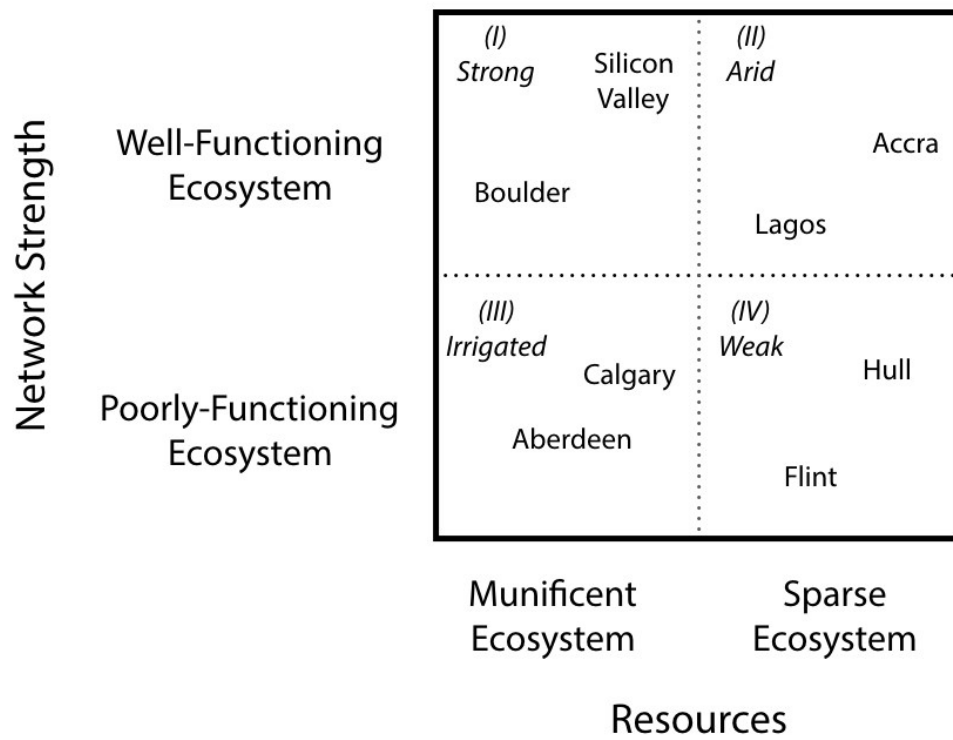 Network Strength
Well-Functioning
Ecosystem
Poorly-Functioning
Ecosystem
(I)
Strong
Silicon
Valley
Boulder
(II)
Arid
Accra
Lagos
(III)
Irrigated
Calgary
Aberdeen
(IV)
Weak
Hull
Flint
Munificent
Ecosystem
Sparse
Ecosystem
Resources